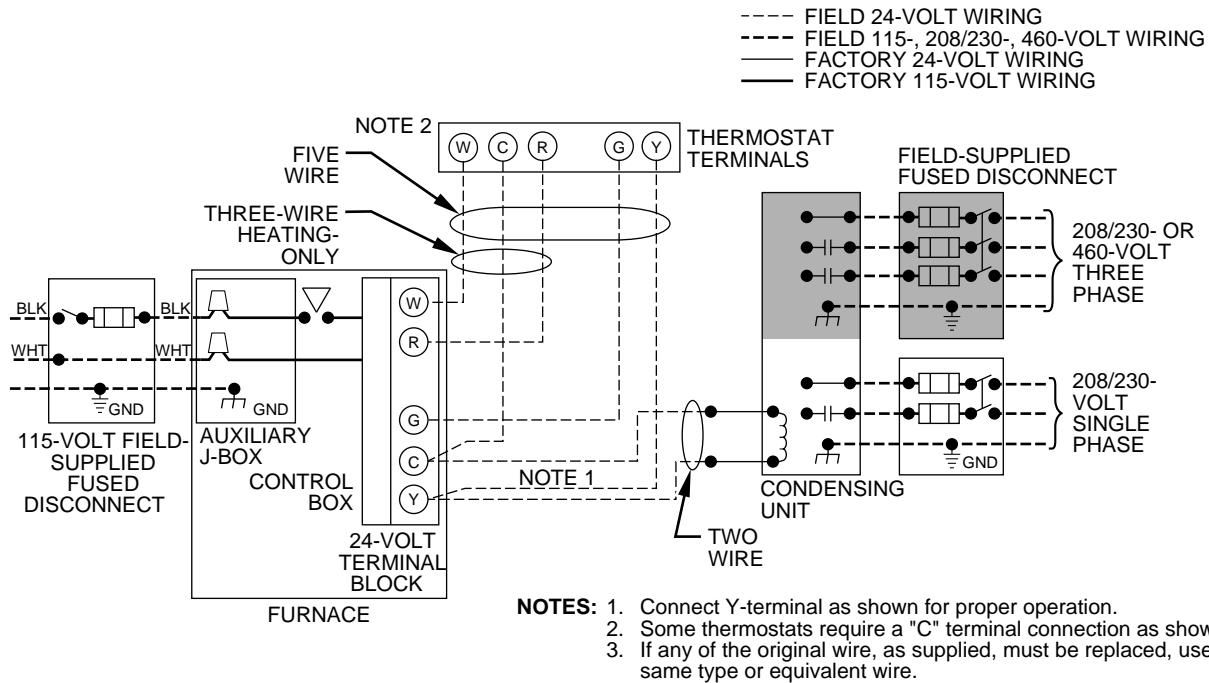 FIELD 24-VOLT WIRING
FIELD 115-, 208/230-, 460-VOLT WIRING
FACTORY 24-VOLT WIRING
FACTORY 115-VOLT WIRING
NOTE 2
W C R G Y
THERMOSTAT
TERMINALS
FIVE
WIRE
THREE-WIRE
HEATING-
ONLY
FIELD-SUPPLIED
FUSED DISCONNECT
208/230- OR
460-VOLT
THREE
PHASE
BLK
BLK
WHT
WHT
GND
GND
W
R
G
C
Y
NOTE 1
115-VOLT FIELD-
SUPPLIED
FUSED
DISCONNECT
AUXILIARY
J-BOX
CONTROL
BOX
24-VOLT
TERMINAL
BLOCK
FURNACE
TWO
WIRE
CONDENSING
UNIT
GND
208/230-
VOLT
SINGLE
PHASE
NOTES: 1. Connect Y-terminal as shown for proper operation.
2. Some thermostats require a "C" terminal connection as show
3. If any of the original wire, as supplied, must be replaced, use
same type or equivalent wire.